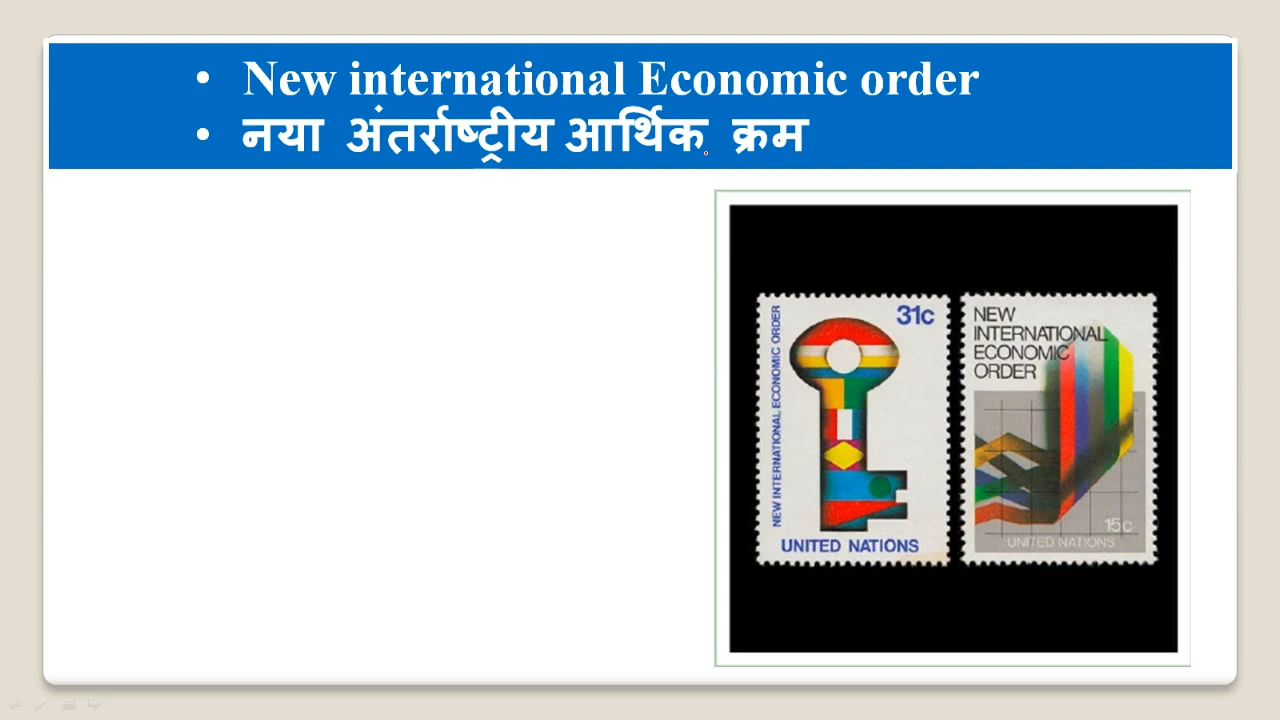 • New international Economic order
• नया अंतर्राष्ट्रीय आर्थिक क्रम
31c
NEW INTERNATIONAL ECONOMIC ORDER
UNITED NATIONS
NEW
INTERNATIONAL
ECONOMIC
ORDER
15c
UNITED NATIONS